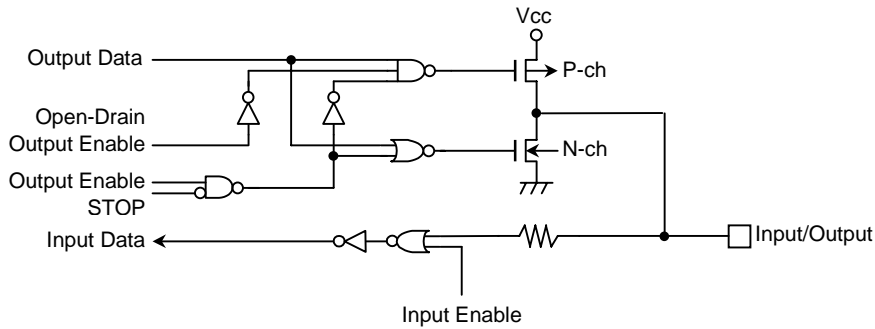 Vcc
Output Data
P-ch
Open-Drain
Output Enable
N-ch
Output Enable
STOP
Input Data
Input/Output
Input Enable